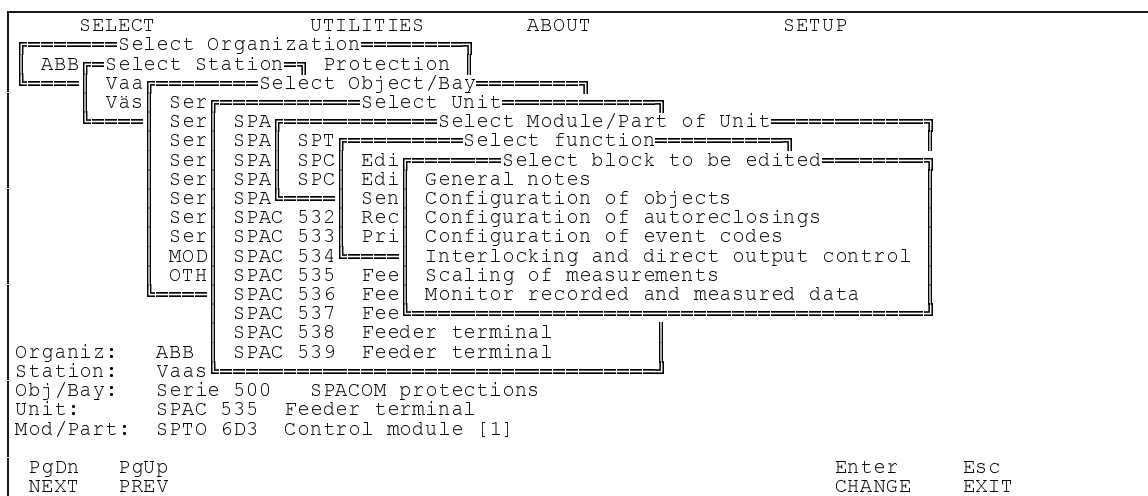 SELECT UTILITIES ABOUT SETUP
Select Organization
ABB Select Station Protection
Vaa Select Object/Bay
Väs Ser Select Unit
Ser SPA Select Module/Part of Unit
Ser SPA SPT Select function
Ser SPA SPC Edi Select block to be edited
Ser SPA SPC Edi General notes
Ser SPA Sen Configuration of objects
Ser SPAC 532 Rec Configuration of autoreclosings
Ser SPAC 533 Pri Configuration of event codes
MOD SPAC 534 Interlocking and direct output control
OTH SPAC 535 Fee Scaling of measurements
SPAC 536 Fee Monitor recorded and measured data
SPAC 537 Fee
SPAC 538 Feeder terminal
Organiz: ABB SPAC 539 Feeder terminal
Station: Vaas
Obj/Bay: Serie 500 SPACOM protections
Unit: SPAC 535 Feeder terminal
Mod/Part: SPTO 6D3 Control module [1]
PgDn PgUp Enter Esc
NEXT PREV CHANGE EXIT